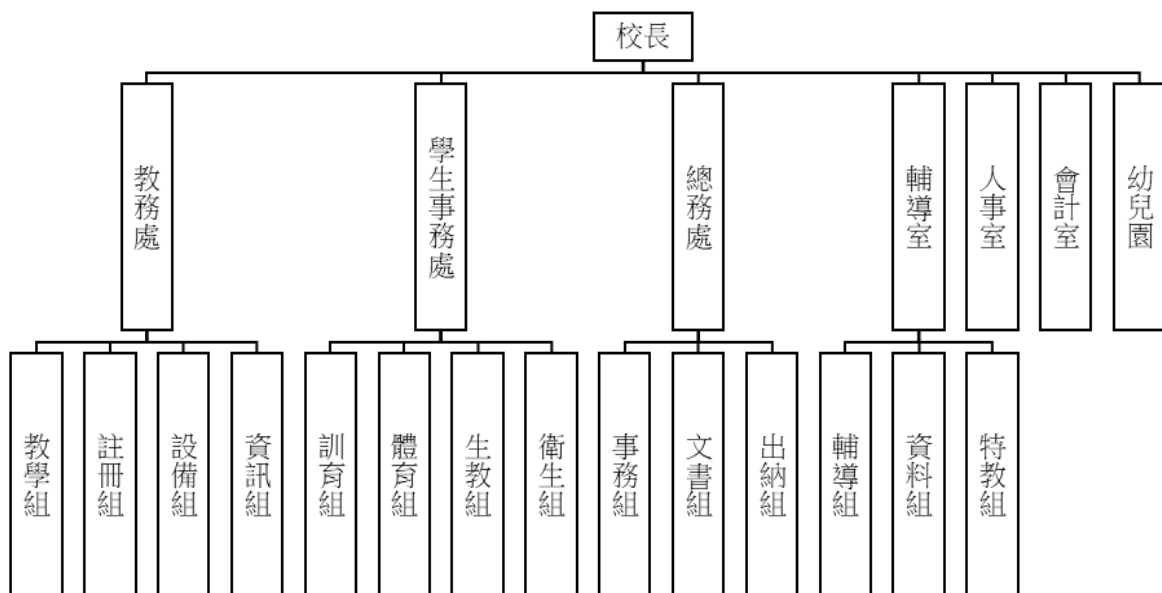 校長
教務處
學生事務處
總務處
輔導室
人事室
會計室
幼兒園
教學組
註冊組
設備組
資訊組
訓育組
體育組
生教組
衛生組
事務組
文書組
出納組
輔導組
資料組
特教組